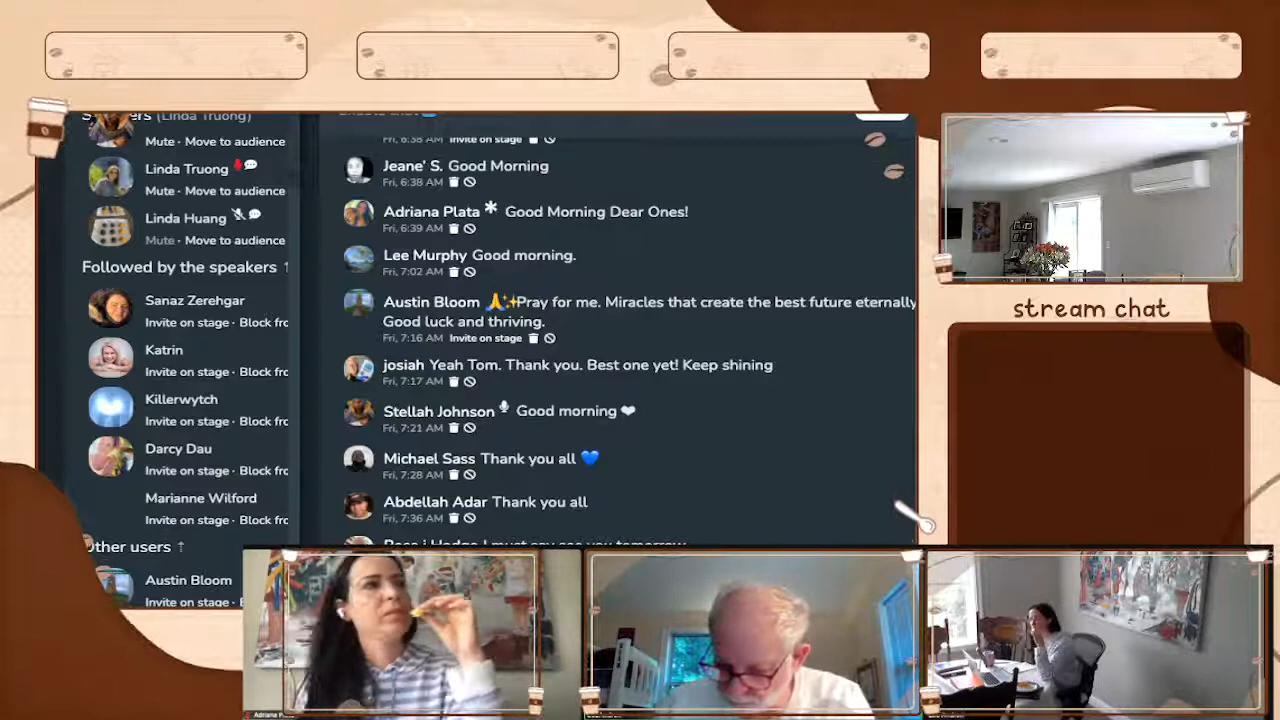 (Linda Truong)
Mute · Move to audience
Linda Truong
Mute · Move to audience
Linda Huang
Mute · Move to audience
Followed by the speakers ↑
Sanaz Zerehgar
Invite on stage · Block fro
Katrin
Invite on stage · Block fro
Killerwytch
Invite on stage · Block fro
Darcy Dau
Invite on stage · Block fro
Marianne Wilford
Invite on stage · Block fro
Other users ↑
Austin Bloom
Invite on stage · Block fro
Fri, 6:38 AM Invite on stage
Jeane' S. Good Morning
Fri, 6:38 AM
Adriana Plata * Good Morning Dear Ones!
Fri, 6:39 AM
Lee Murphy Good morning.
Fri, 7:02 AM
Austin Bloom 🙏✨Pray for me. Miracles that create the best future eternally
Good luck and thriving.
Fri, 7:16 AM Invite on stage
josiah Yeah Tom. Thank you. Best one yet! Keep shining
Fri, 7:17 AM
Stellah Johnson Good morning ❤
Fri, 7:21 AM
Michael Sass Thank you all 💙
Fri, 7:28 AM
Abdellah Adar Thank you all
Fri, 7:36 AM
I must say see you tomorrow
stream chat
Adriana